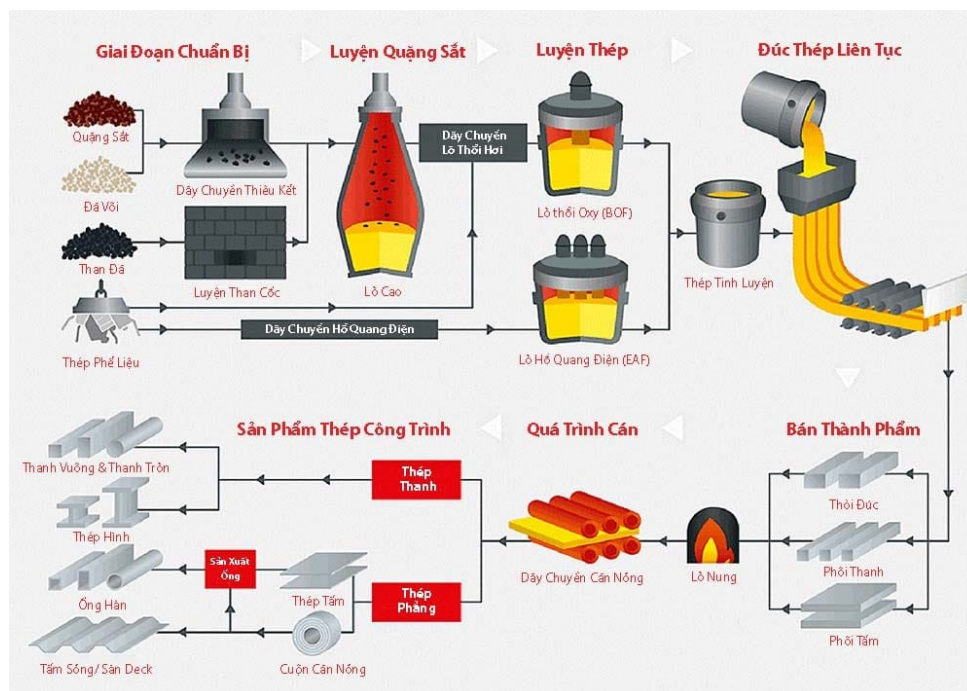 Giai Đoạn Chuẩn Bị
Luyện Quặng Sắt
Luyện Thép
Đúc Thép Liên Tục
Quặng Sắt
Đá Vôi
Dây Chuyền Thiêu Kết
Than Đá
Luyện Than Cốc
Lò Cao
Dây Chuyền
Lò Thổi Hơi
Lò thổi Oxy (BOF)
Thép Tinh Luyện
Thép Phế Liệu
Dây Chuyền Hồ Quang Điện
Lò Hồ Quang Điện (EAF)
Sản Phẩm Thép Công Trình
Quá Trình Cán
Bán Thành Phẩm
Thanh Vuông & Thanh Tròn
Thép Hình
Thép
Thanh
Ống Hàn
Sản Xuất
Ống
Thép Tấm
Thép
Phẳng
Tấm Sóng/ Sàn Deck
Cuộn Cán Nóng
Dây Chuyền Cán Nóng
Lò Nung
Thỏi Đúc
Phôi Thanh
Phôi Tấm